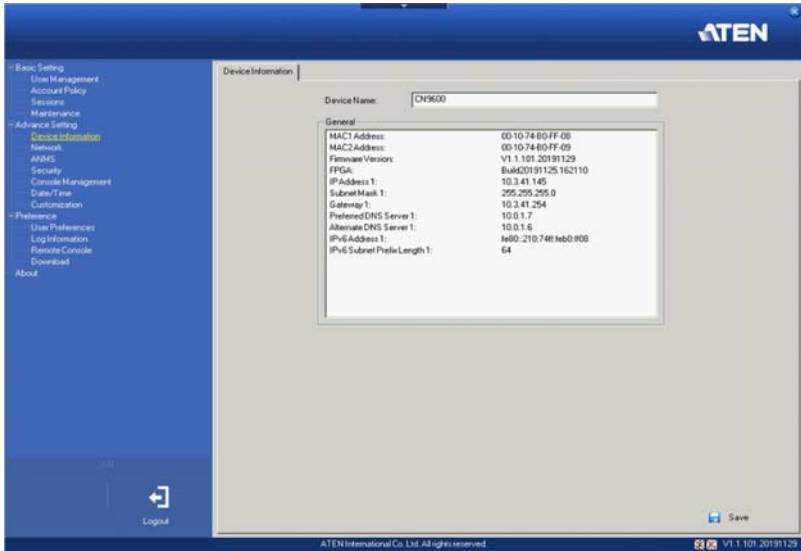 ATEN
Basic Setting
User Management
Account Policy
Sessions
Maintenance
Advance Setting
Device Information
Network
ANMS
Security
Console Management
Date/Time
Customization
Preference
User Preferences
Log Information
Remote Console
Download
About
Logout
Device Information
Device Name: CN9600
General
MAC1 Address: 00-10-74-B0-FF-08
MAC2 Address: 00-10-74-B0-FF-09
Firmware Version: V1.1.101.20191129
FPGA: Build20191125.162110
IP Address 1: 10.3.41.145
Subnet Mask 1: 255.255.255.0
Gateway 1: 10.3.41.254
Preferred DNS Server 1: 10.0.1.7
Alternate DNS Server 1: 10.0.1.6
IPv6 Address 1: fe80::210:74ff:feb0:ff08
IPv6 Subnet Prefix Length 1: 64
Save
ATEN International Co. Ltd. All rights reserved.
V1.1.101.20191129